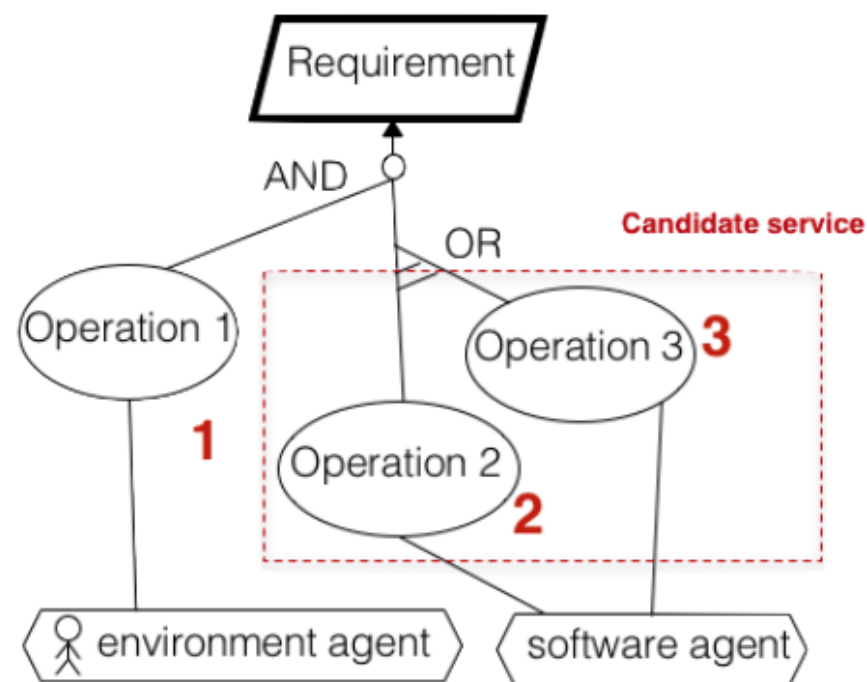 Requirement
AND
Candidate service
OR
Operation 1
Operation 3
3
1
Operation 2
2
environment agent
software agent